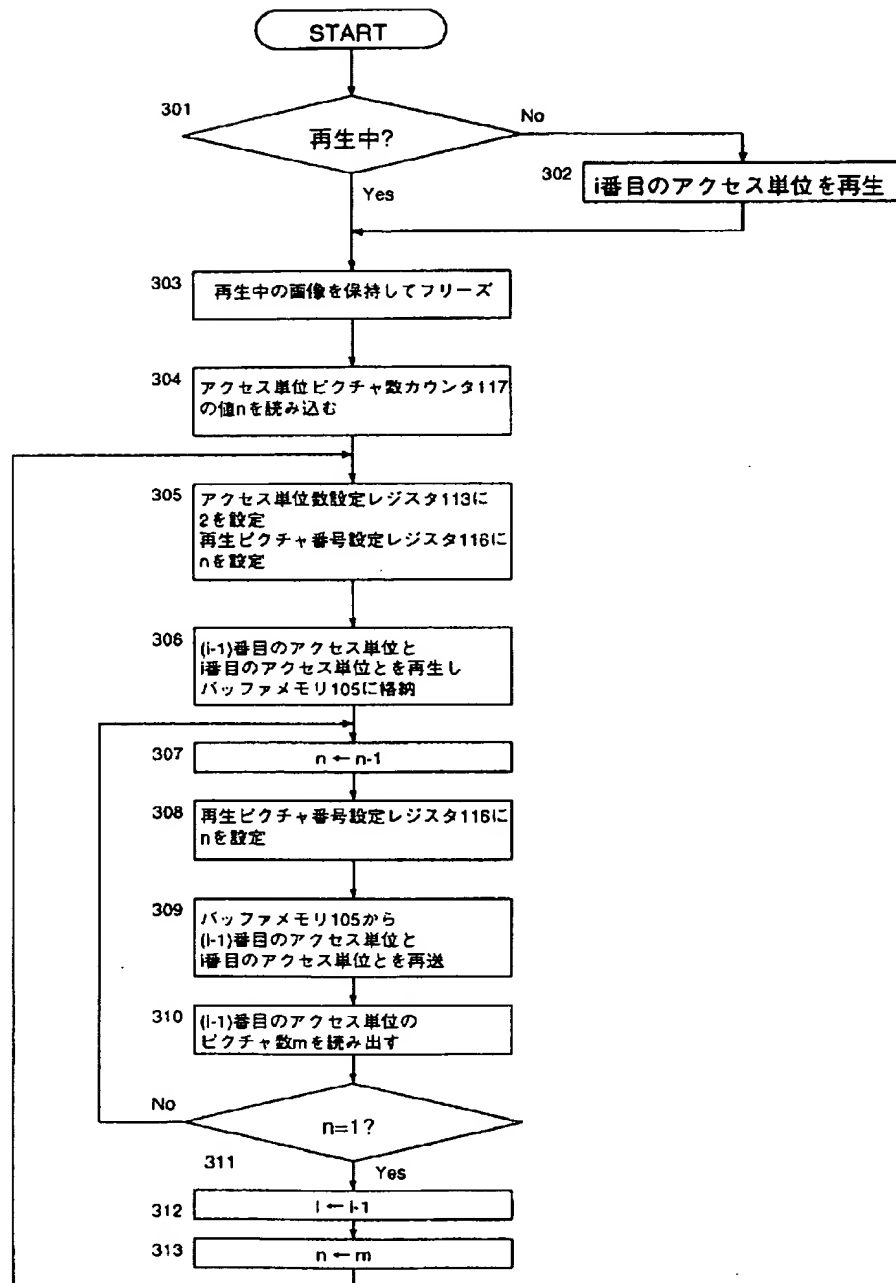 START
301
再生中?
No
302
i番目のアクセス単位を再生
Yes
303
再生中の画像を保持してフリーズ
304
アクセス単位ピクチャ数カウンタ117
の値nを読み込む
305
アクセス単位数設定レジスタ113に
2を設定
再生ピクチャ番号設定レジスタ116に
nを設定
306
(i-1)番目のアクセス単位と
i番目のアクセス単位とを再生し
バッファメモリ105に格納
307
n ← n-1
308
再生ピクチャ番号設定レジスタ116に
nを設定
309
バッファメモリ105から
(i-1)番目のアクセス単位と
i番目のアクセス単位とを再送
310
(i-1)番目のアクセス単位の
ピクチャ数mを読み出す
No
n=1?
311
Yes
312
i ← i-1
313
n ← m